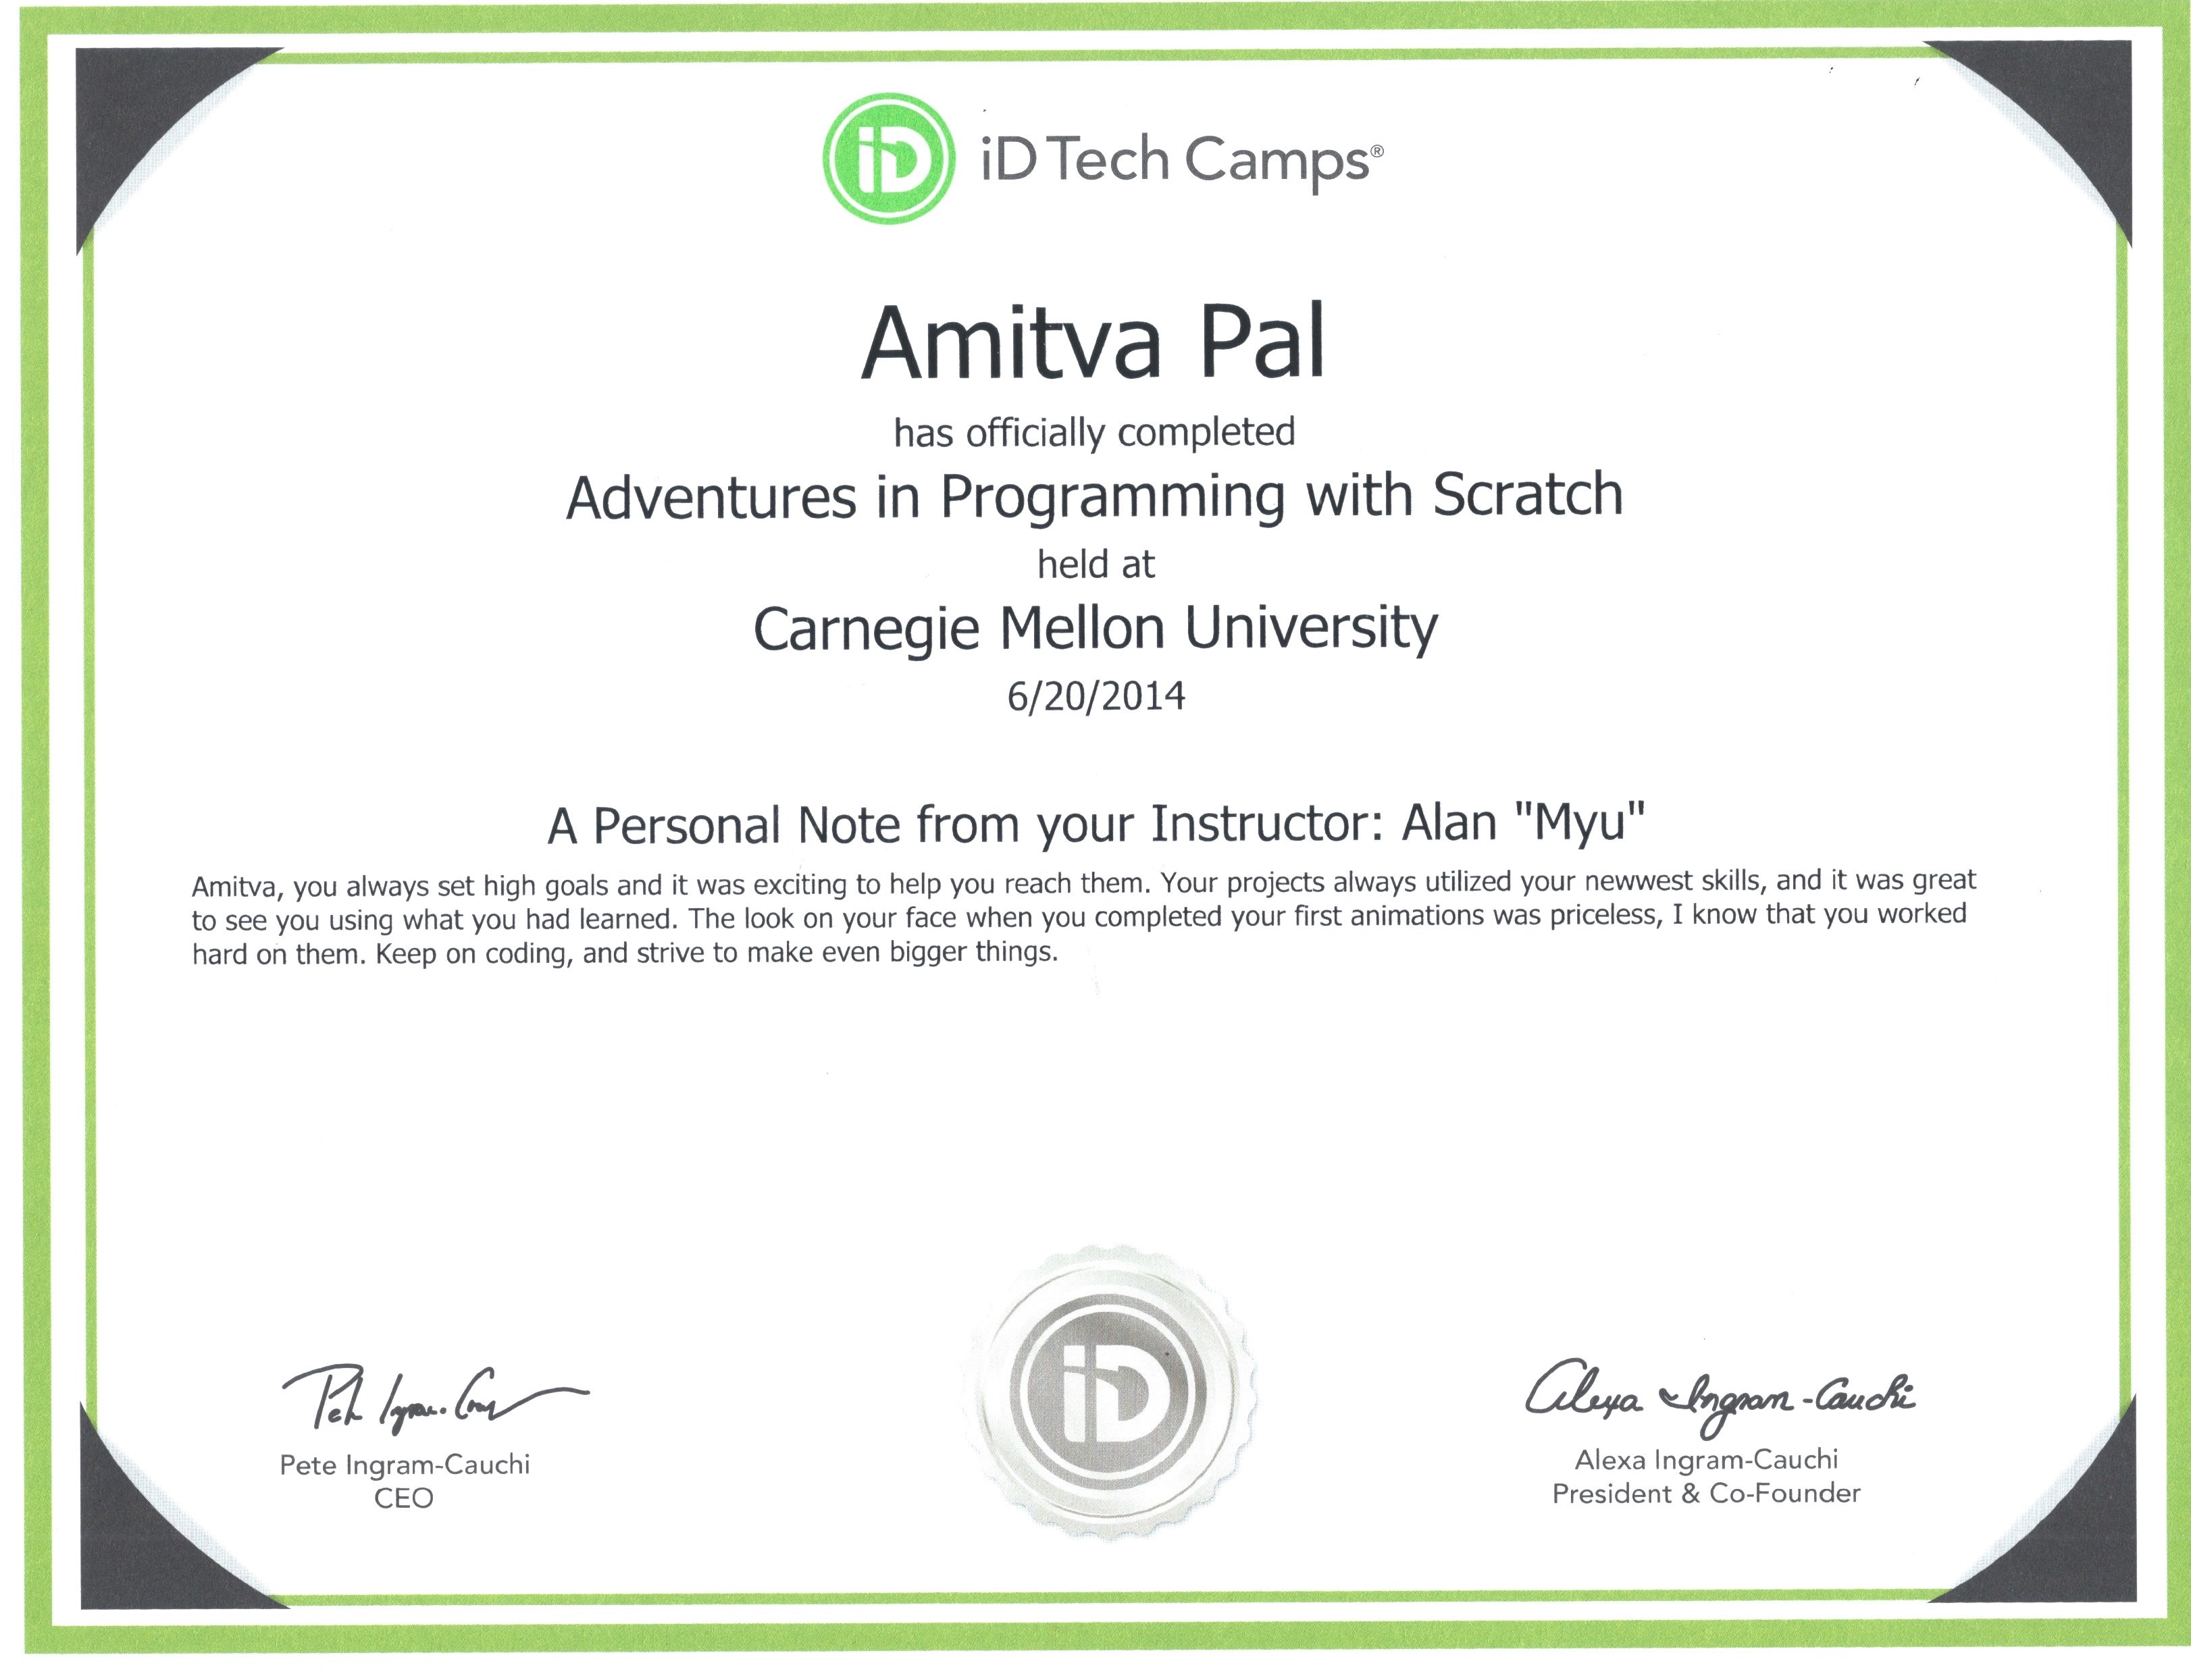 iD iD Tech Camps®
Amitva Pal
has officially completed
Adventures in Programming with Scratch
held at
Carnegie Mellon University
6/20/2014
A Personal Note from your Instructor: Alan "Myu"
Amitva, you always set high goals and it was exciting to help you reach them. Your projects always utilized your newwest skills, and it was great
to see you using what you had learned. The look on your face when you completed your first animations was priceless, I know that you worked
hard on them. Keep on coding, and strive to make even bigger things.
iD
Alexa Ingram-Cauchi
Pete Ingram-Cauchi
CEO
Alexa Ingram-Cauchi
President & Co-Founder